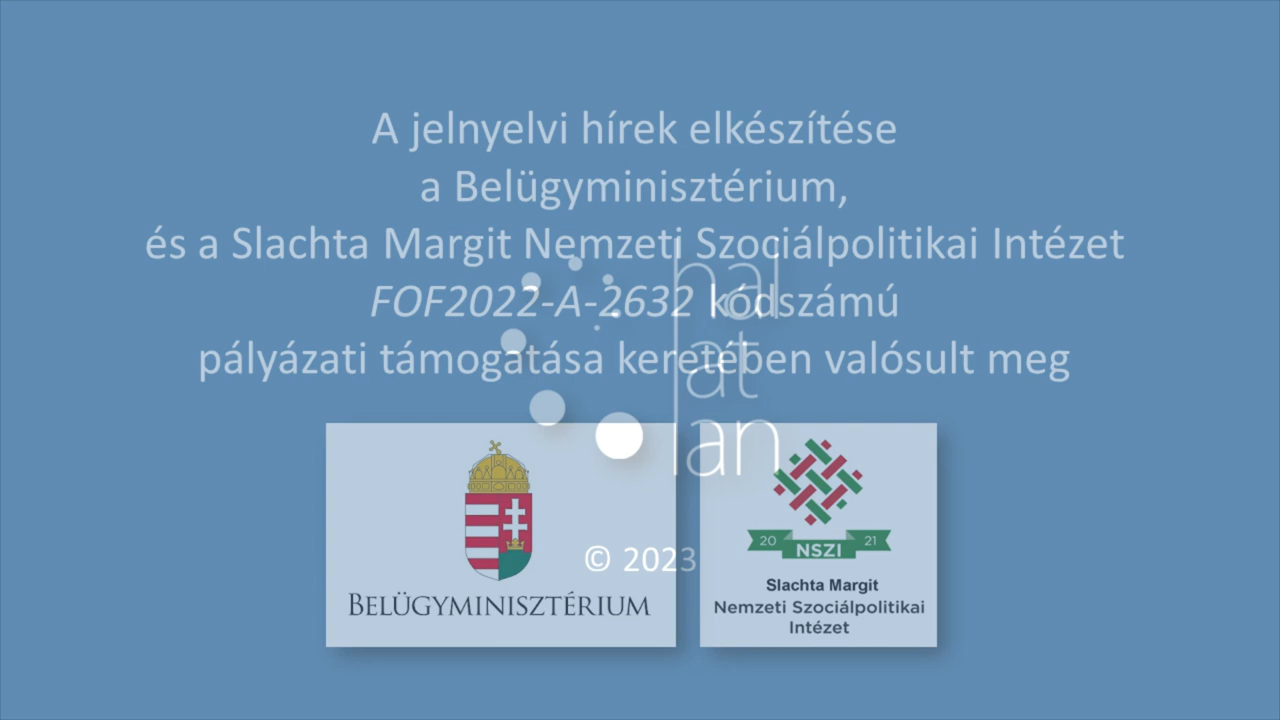 A jelnyelvi hírek elkészítése
a Belügyminisztérium,
és a Slachta Margit Nemzeti Szociálpolitikai Intézet
FOF2022-A-2632 kódszámú
pályázati támogatása keretében valósult meg
hal
lat
lan
© 2023
BELÜGYMINISZTÉRIUM
20 NSZI 21
Slachta Margit
Nemzeti Szociálpolitikai
Intézet